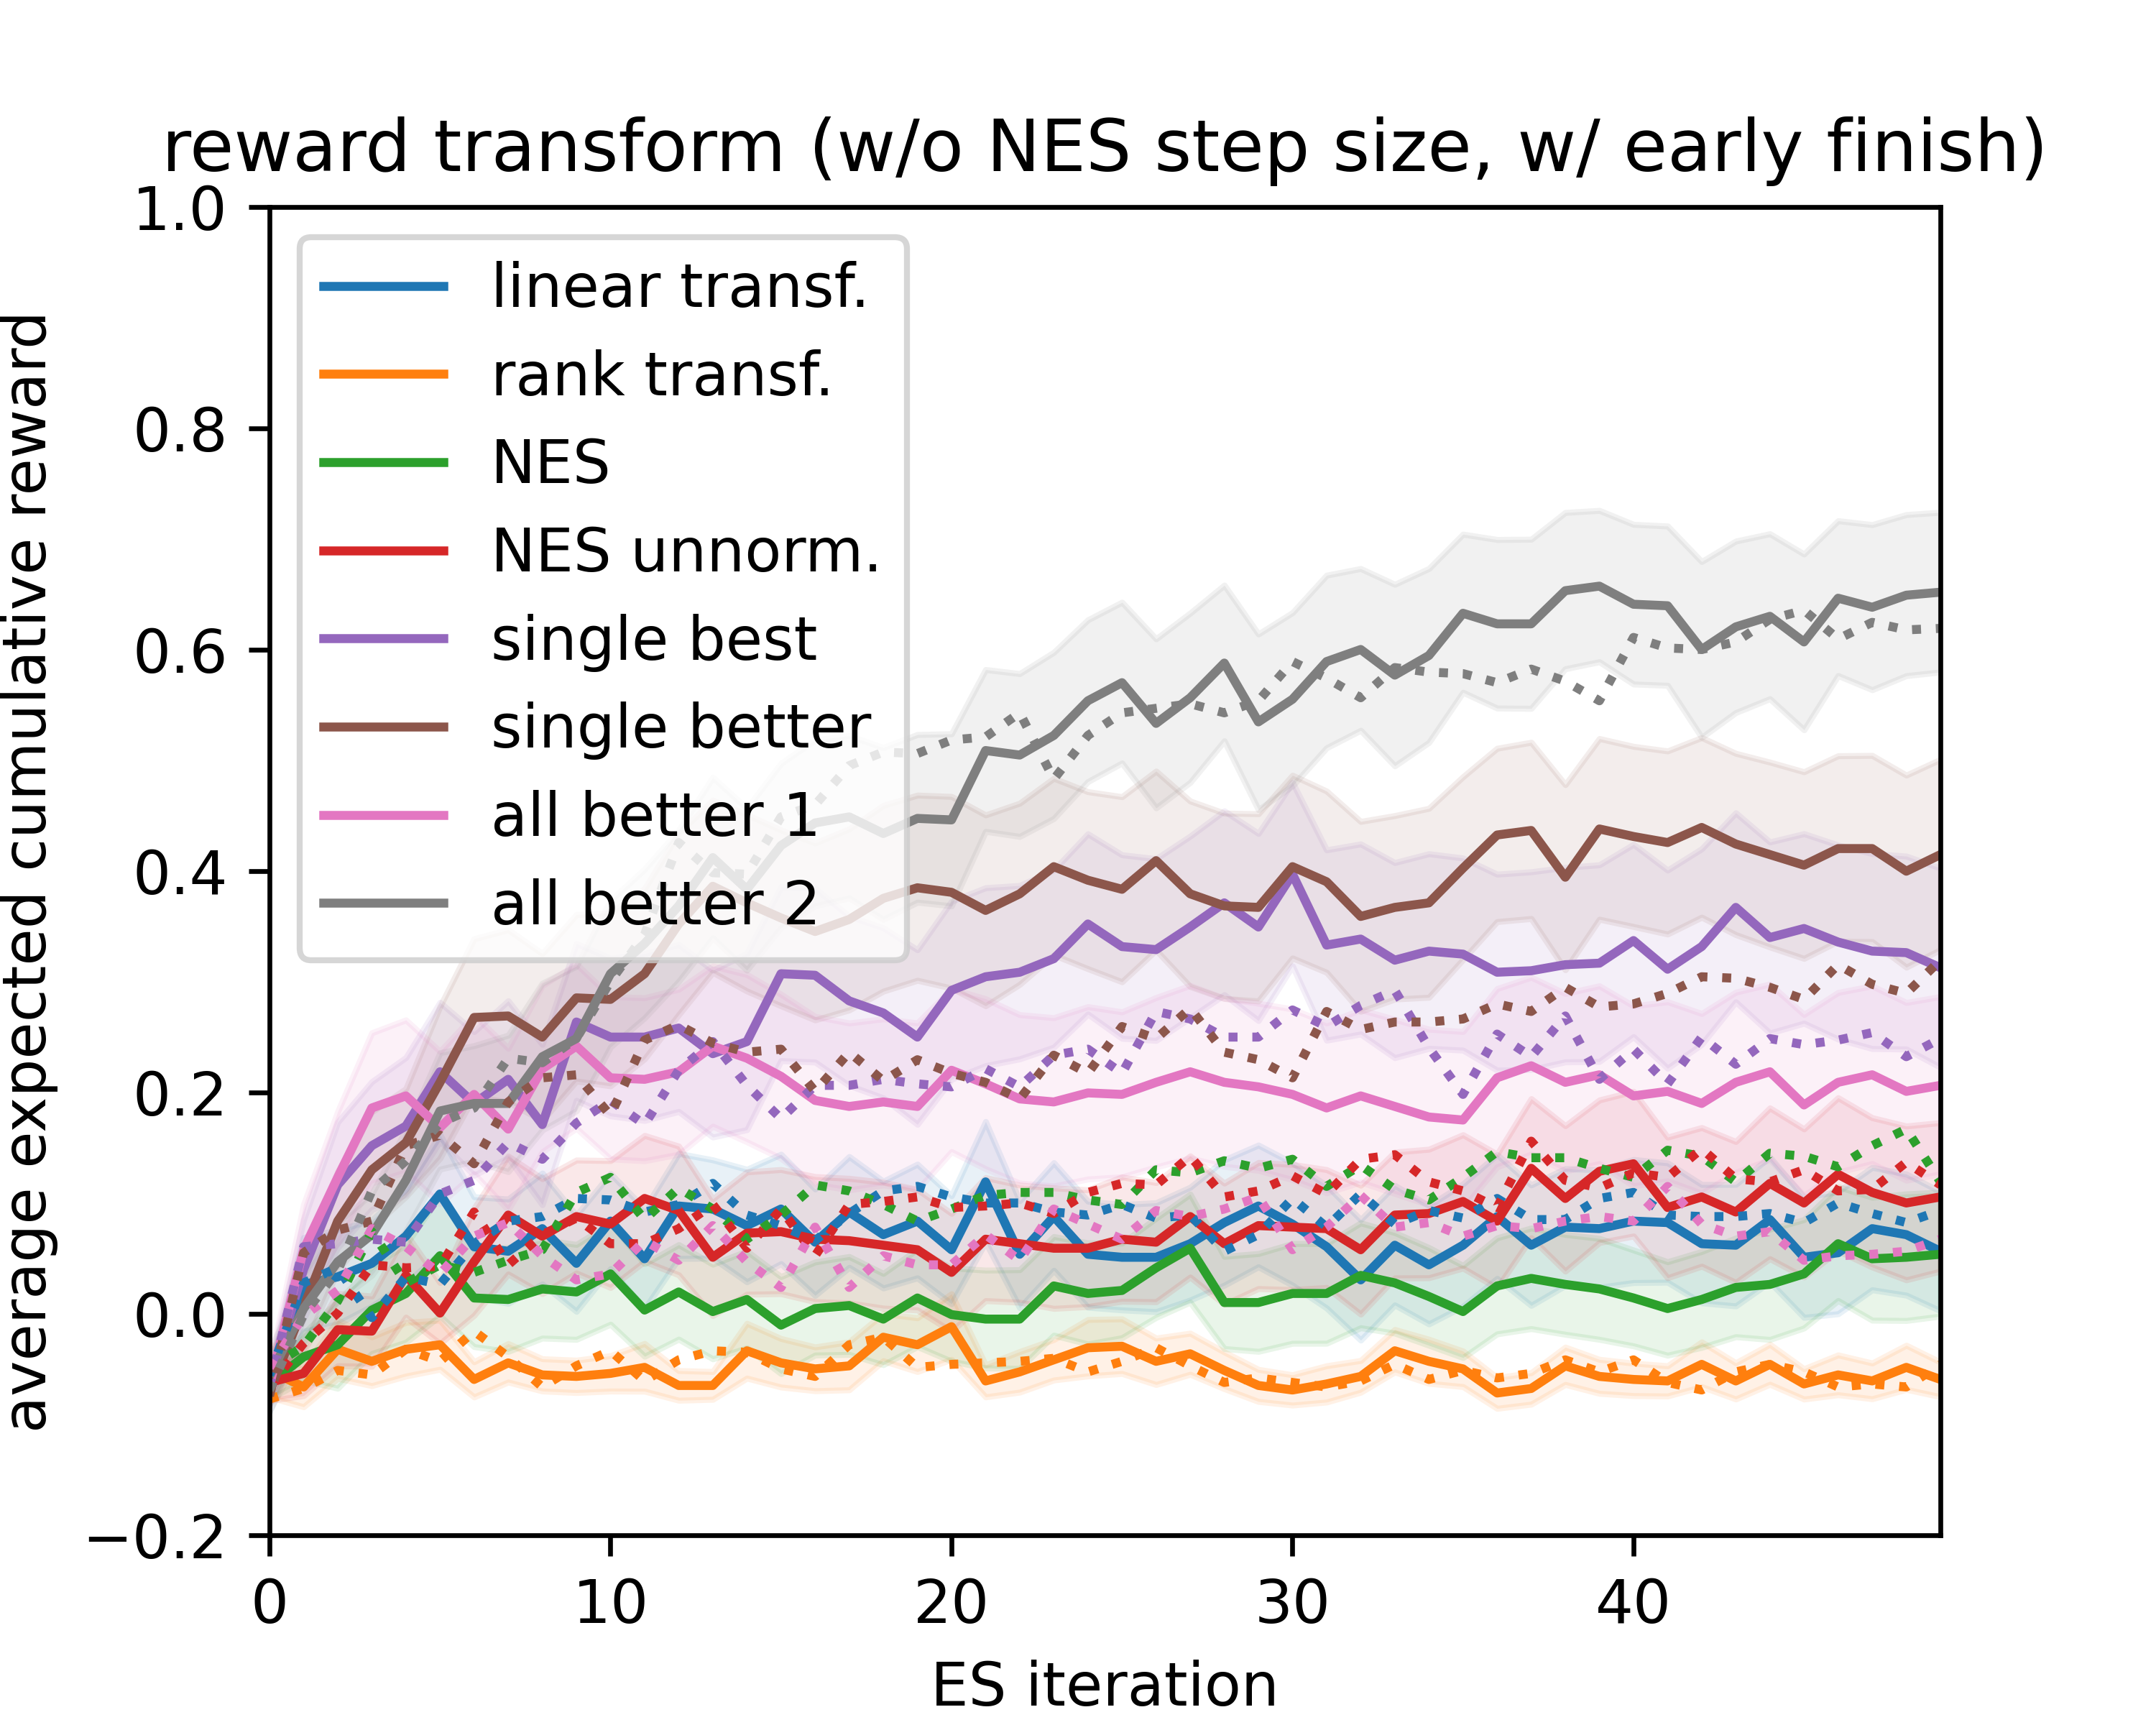 reward transform (w/o NES step size, w/ early finish)
average expected cumulative reward
1.0
0.8
0.6
0.4
0.2
0.0
−0.2
linear transf.
rank transf.
NES
NES unnorm.
single best
single better
all better 1
all better 2
0 10 20 30 40
ES iteration